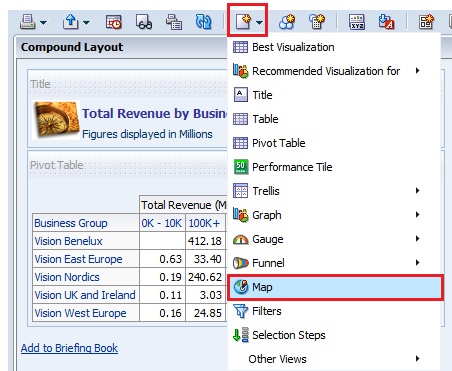 Compound Layout
Title
Total Revenue by Busin
Figures displayed in Millions
Pivot Table
Total Revenue (M
Business Group 0K - 10K 100K+
Vision Benelux 412.18
Vision East Europe 0.63 33.40
Vision Nordics 0.19 240.62
Vision UK and Ireland 0.11 3.03
Vision West Europe 0.16 24.85
Add to Briefing Book
Best Visualization
Recommended Visualization for
Title
Table
Pivot Table
50 Performance Tile
Trellis
Graph
Gauge
Funnel
Map
Filters
Selection Steps
Other Views